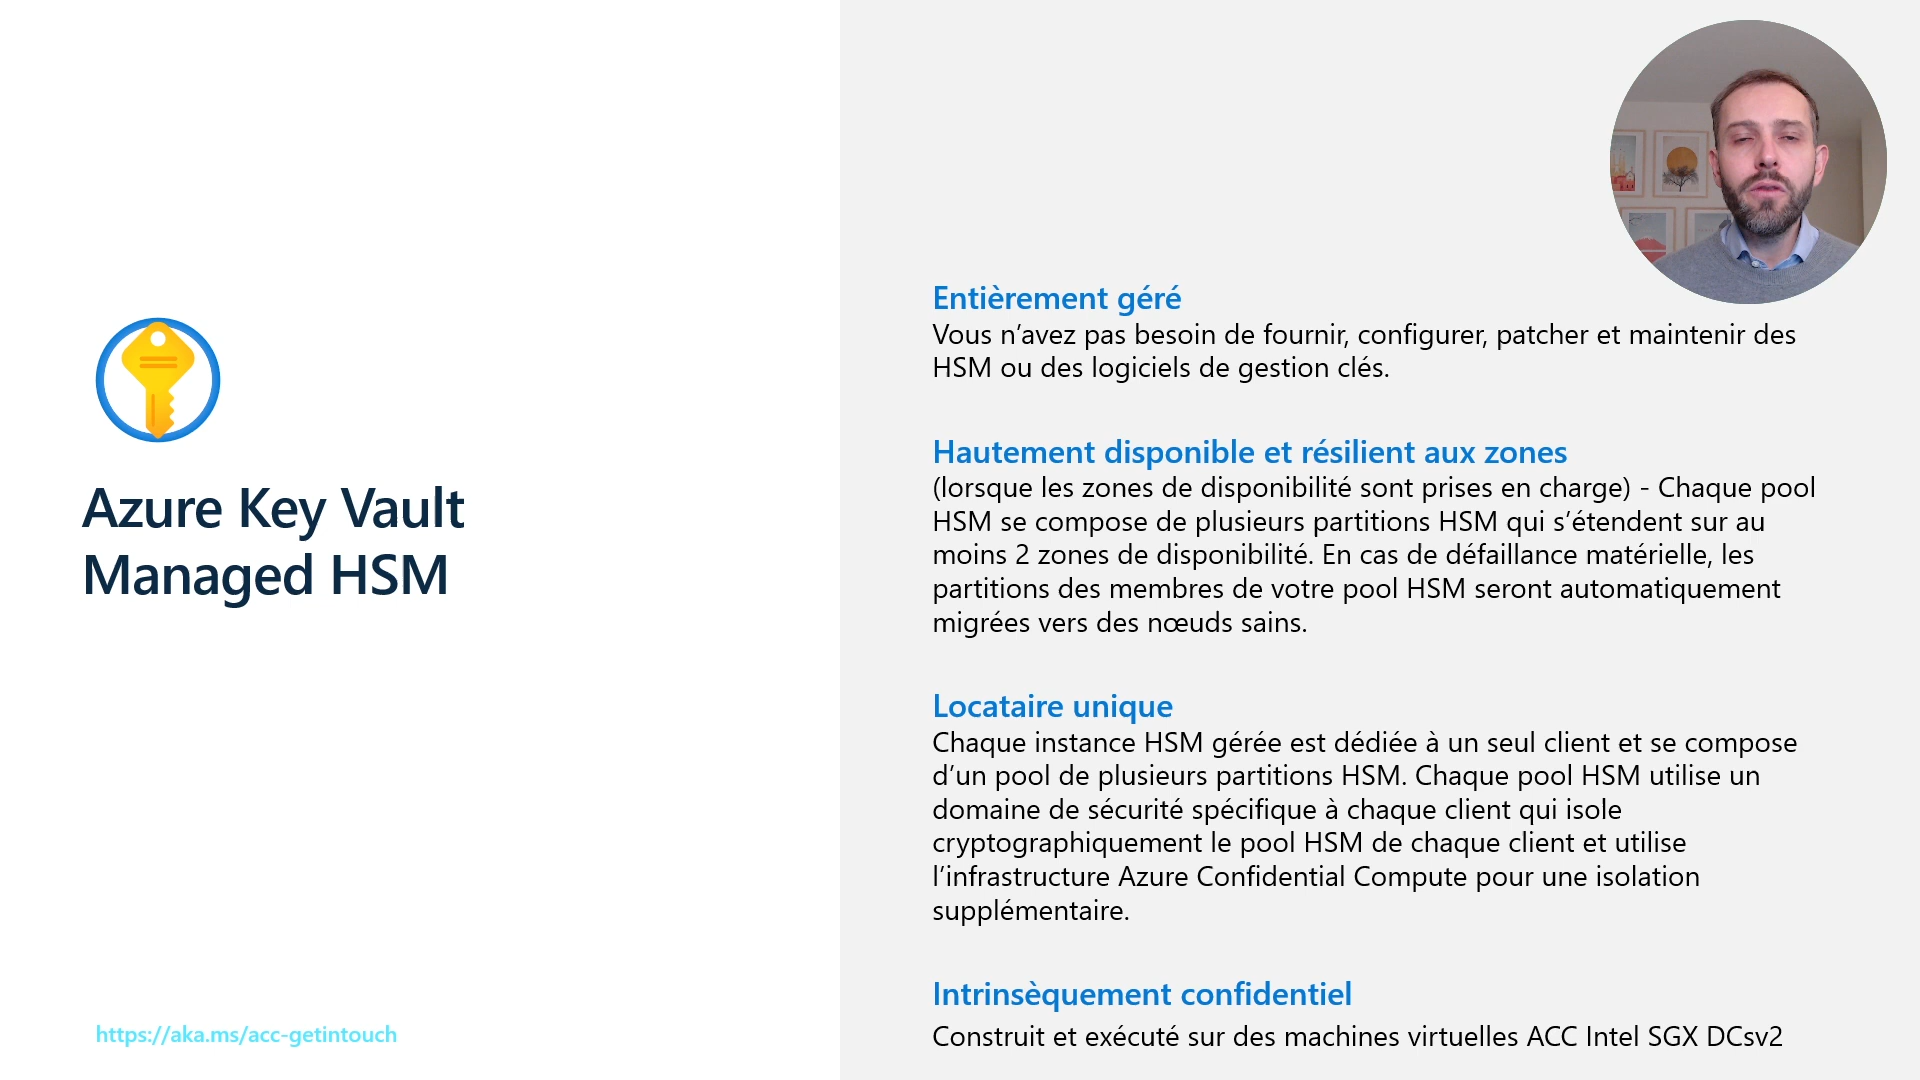 Azure Key Vault
Managed HSM
https://aka.ms/acc-getintouch
Entièrement géré
Vous n’avez pas besoin de fournir, configurer, patcher et maintenir des
HSM ou des logiciels de gestion clés.
Hautement disponible et résilient aux zones
(lorsque les zones de disponibilité sont prises en charge) - Chaque pool
HSM se compose de plusieurs partitions HSM qui s’étendent sur au
moins 2 zones de disponibilité. En cas de défaillance matérielle, les
partitions des membres de votre pool HSM seront automatiquement
migrées vers des nœuds sains.
Locataire unique
Chaque instance HSM gérée est dédiée à un seul client et se compose
d’un pool de plusieurs partitions HSM. Chaque pool HSM utilise un
domaine de sécurité spécifique à chaque client qui isole
cryptographiquement le pool HSM de chaque client et utilise
l’infrastructure Azure Confidential Compute pour une isolation
supplémentaire.
Intrinsèquement confidentiel
Construit et exécuté sur des machines virtuelles ACC Intel SGX DCsv2